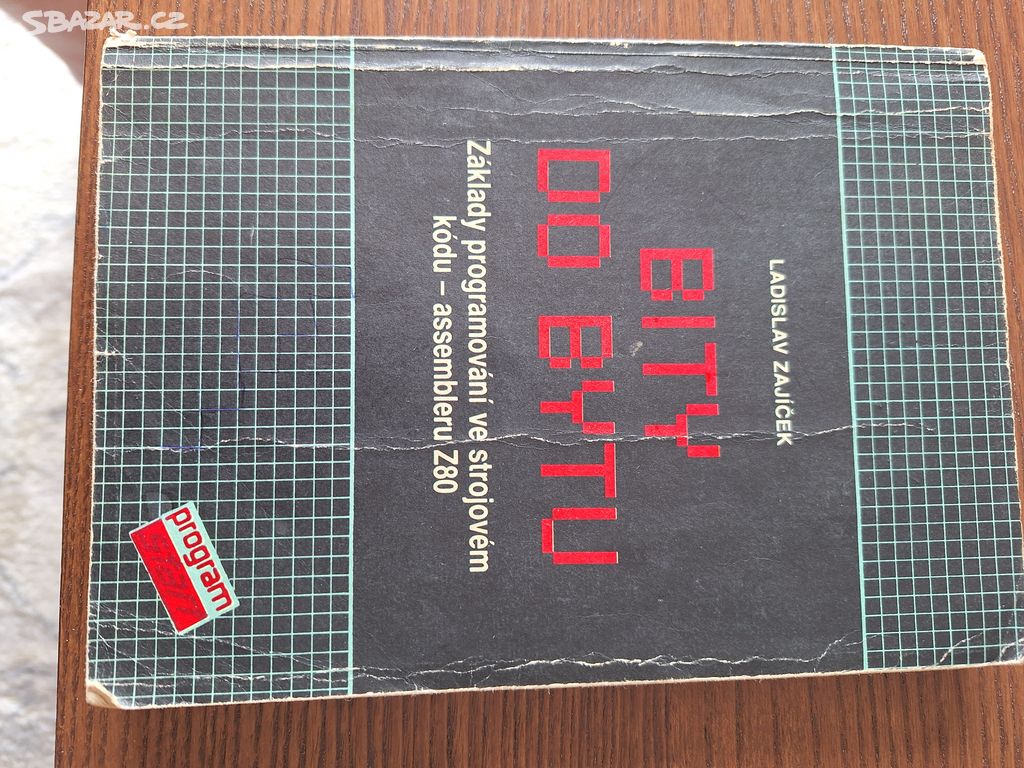 SBAZAR.CZ
LADISLAV ZAJÍČEK
BITY
DO BYTU
Základy programování ve strojovém
kódu – assembleru Z80
program